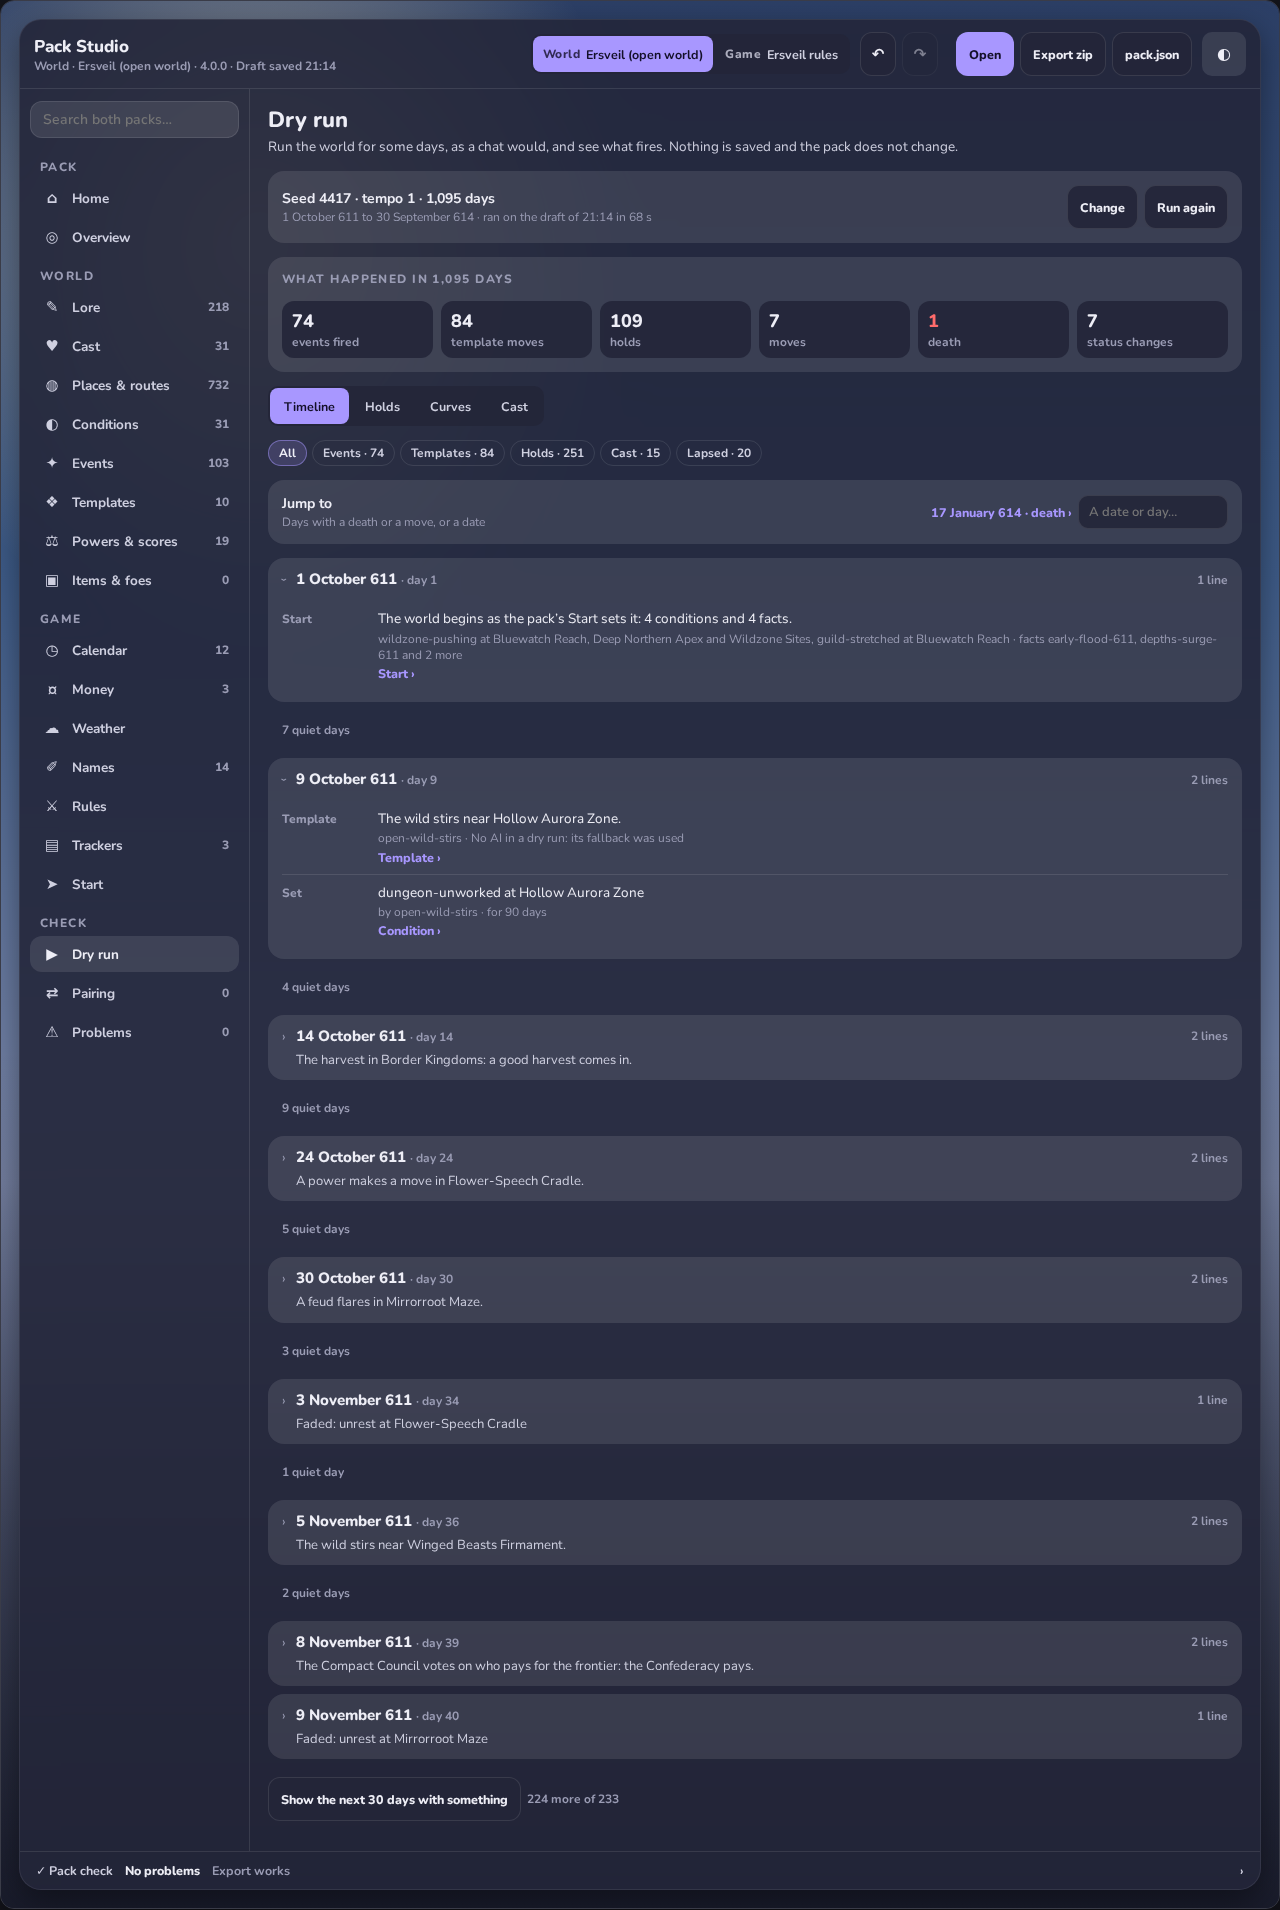 Pack Studio
World · Ersveil (open world) · 4.0.0 · Draft saved 21:14
World Ersveil (open world)
Game Ersveil rules
Open
Export zip
pack.json
Search both packs...
PACK
Home
Overview
WORLD
Lore 218
Cast 31
Places & routes 732
Conditions 31
Events 103
Templates 10
Powers & scores 19
Items & foes 0
GAME
Calendar 12
Money 3
Weather
Names 14
Rules
Trackers 3
Start
CHECK
Dry run
Pairing 0
Problems 0
Dry run
Run the world for some days, as a chat would, and see what fires. Nothing is saved and the pack does not change.
Seed 4417 · tempo 1 · 1,095 days
1 October 611 to 30 September 614 · ran on the draft of 21:14 in 68 s
Change
Run again
WHAT HAPPENED IN 1,095 DAYS
74 events fired
84 template moves
109 holds
7 moves
1 death
7 status changes
Timeline
Holds
Curves
Cast
All
Events · 74
Templates · 84
Holds · 251
Cast · 15
Lapsed · 20
Jump to
Days with a death or a move, or a date
17 January 614 · death ›
A date or day...
1 October 611 · day 1
1 line
Start
The world begins as the pack’s Start sets it: 4 conditions and 4 facts.
wildzone-pushing at Bluewatch Reach, Deep Northern Apex and Wildzone Sites, guild-stretched at Bluewatch Reach · facts early-flood-611, depths-surge-
611 and 2 more
Start ›
7 quiet days
9 October 611 · day 9
2 lines
Template
The wild stirs near Hollow Aurora Zone.
open-wild-stirs · No AI in a dry run: its fallback was used
Template ›
Set
dungeon-unworked at Hollow Aurora Zone
by open-wild-stirs · for 90 days
Condition ›
4 quiet days
› 14 October 611 · day 14
2 lines
The harvest in Border Kingdoms: a good harvest comes in.
9 quiet days
› 24 October 611 · day 24
2 lines
A power makes a move in Flower-Speech Cradle.
5 quiet days
› 30 October 611 · day 30
2 lines
A feud flares in Mirrorroot Maze.
3 quiet days
› 3 November 611 · day 34
1 line
Faded: unrest at Flower-Speech Cradle
1 quiet day
› 5 November 611 · day 36
2 lines
The wild stirs near Winged Beasts Firmament.
2 quiet days
› 8 November 611 · day 39
2 lines
The Compact Council votes on who pays for the frontier: the Confederacy pays.
› 9 November 611 · day 40
1 line
Faded: unrest at Mirrorroot Maze
Show the next 30 days with something
224 more of 233
✓ Pack check
No problems
Export works
›